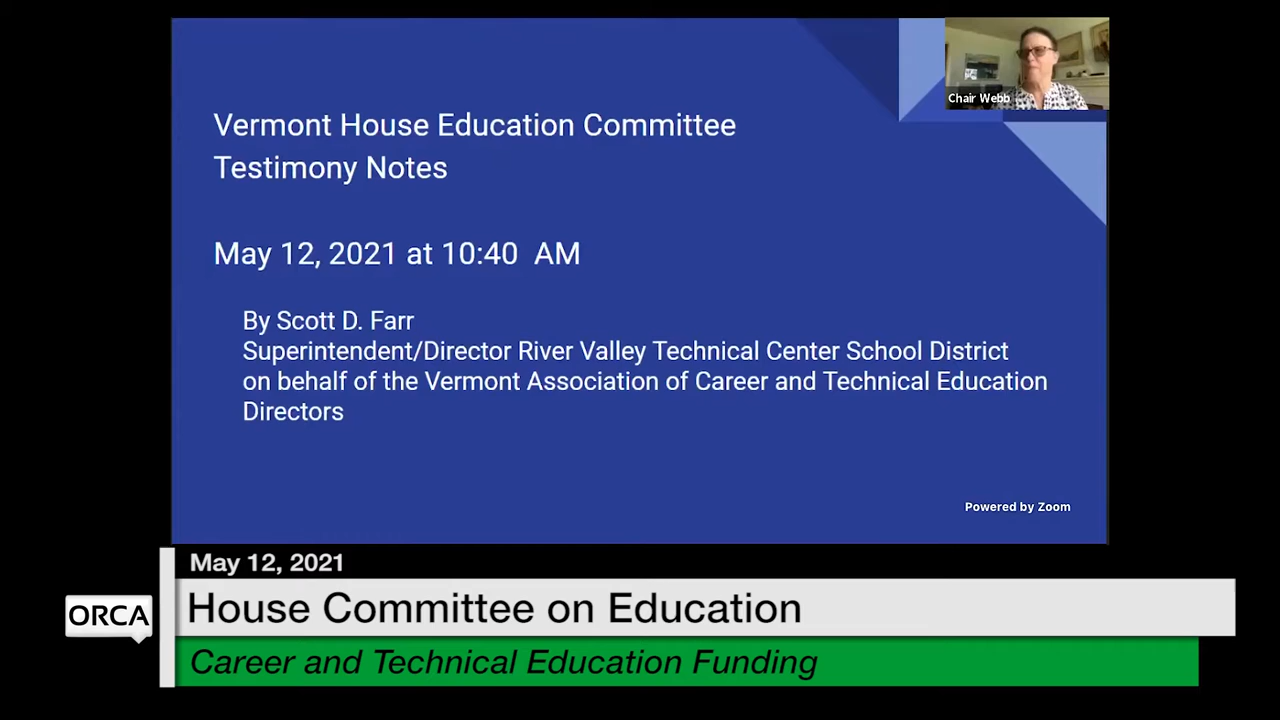 Chair Webb
Vermont House Education Committee
Testimony Notes
May 12, 2021 at 10:40 AM
By Scott D. Farr
Superintendent/Director River Valley Technical Center School District
on behalf of the Vermont Association of Career and Technical Education
Directors
Powered by Zoom
May 12, 2021
ORCA
House Committee on Education
Career and Technical Education Funding